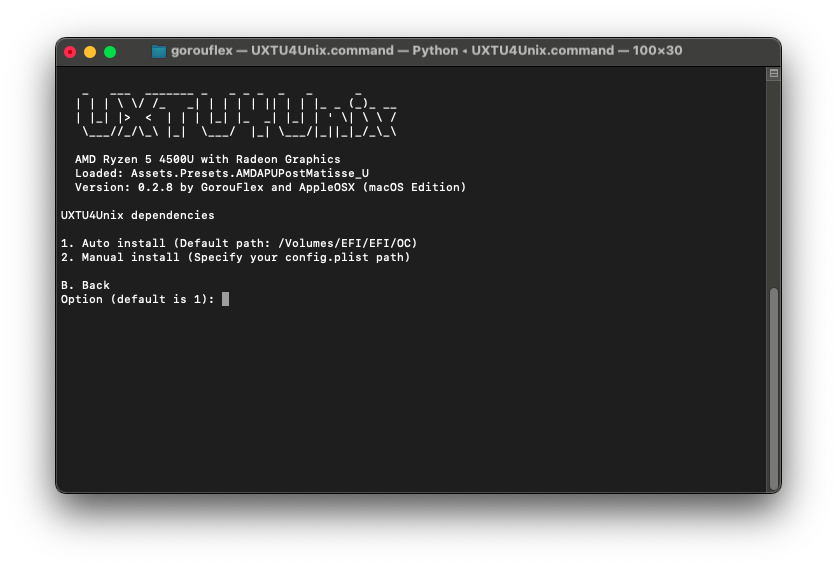 gorouflex — UXTU4Unix.command — Python ◂ UXTU4Unix.command — 100×30
UXTU4Unix
AMD Ryzen 5 4500U with Radeon Graphics
Loaded: Assets.Presets.AMDAPUPostMatisse_U
Version: 0.2.8 by GorouFlex and AppleOSX (macOS Edition)
UXTU4Unix dependencies
1. Auto install (Default path: /Volumes/EFI/EFI/OC)
2. Manual install (Specify your config.plist path)
B. Back
Option (default is 1):